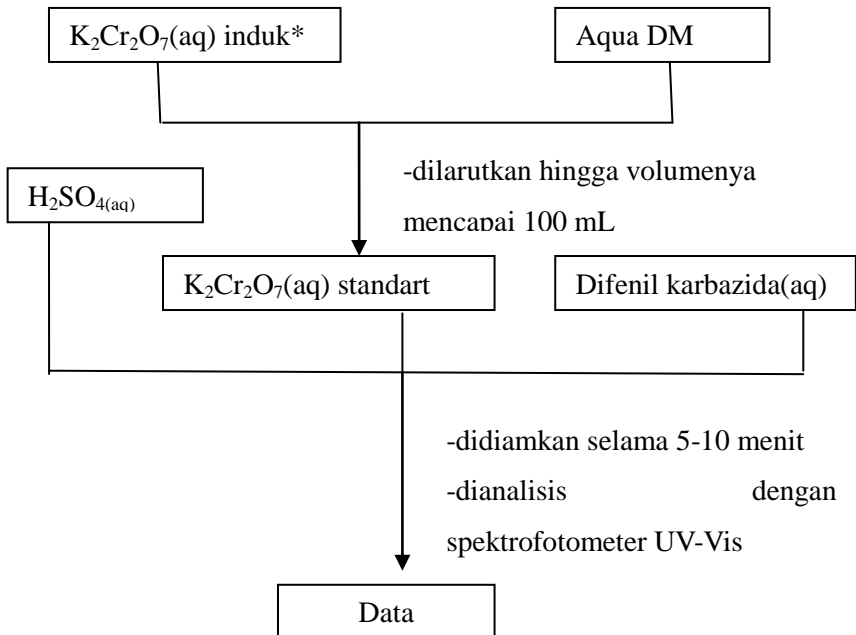 K₂Cr₂O₇(aq) induk*
Aqua DM
-dilarutkan hingga volumenya
mencapai 100 mL
H₂SO₄(aq)
K₂Cr₂O₇(aq) standart
Difenil karbazida(aq)
-didiamkan selama 5-10 menit
-dianalisis dengan
spektrofotometer UV-Vis
Data